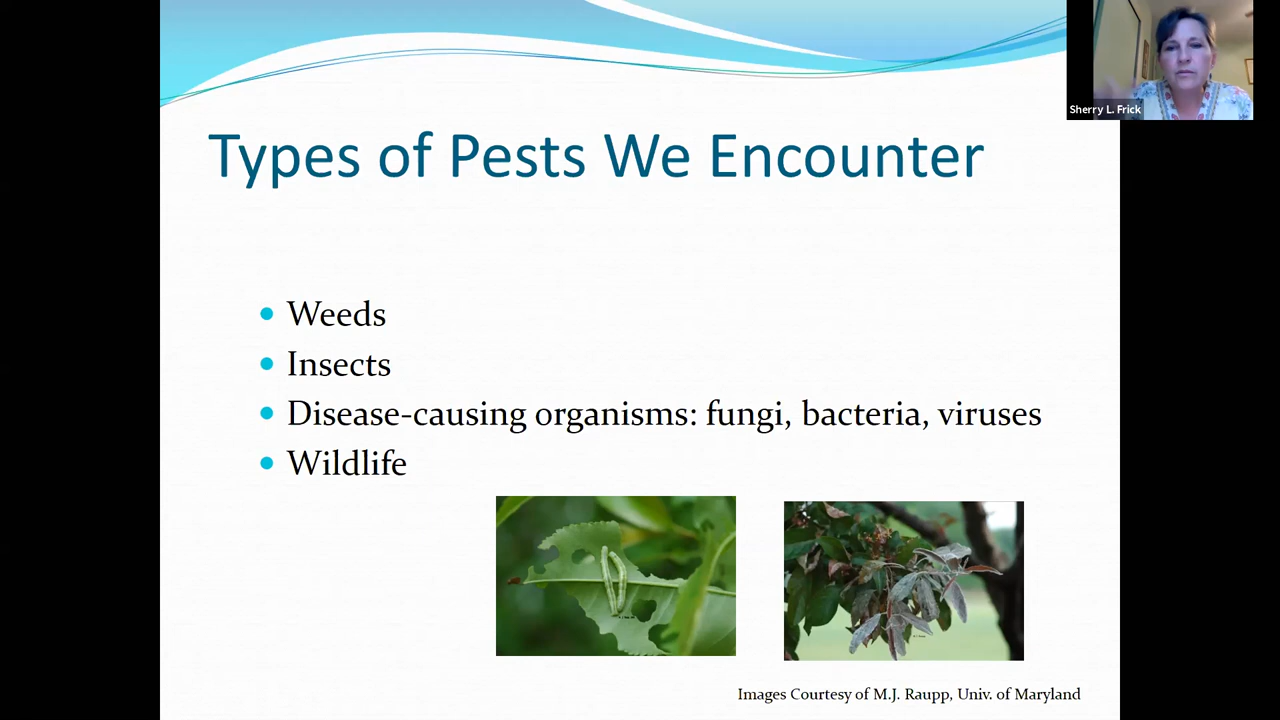 Sherry L. Frick
Types of Pests We Encounter
Weeds
Insects
Disease-causing organisms: fungi, bacteria, viruses
Wildlife
Images Courtesy of M.J. Raupp, Univ. of Maryland